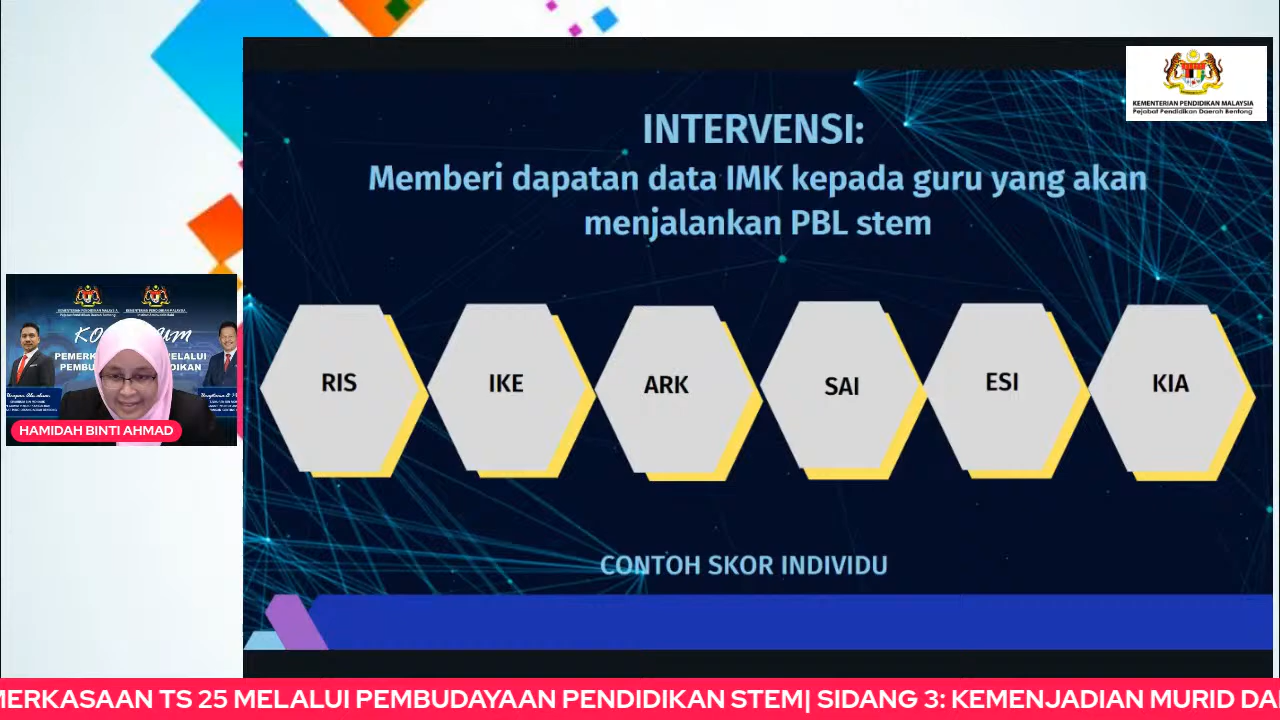 KEMENTERIAN PENDIDIKAN MALAYSIA
Pejabat Pendidikan Daerah Bentong
INTERVENSI:
Memberi dapatan data IMK kepada guru yang akan
menjalankan PBL stem
RIS
IKE
ARK
SAI
ESI
KIA
CONTOH SKOR INDIVIDU
HAMIDAH BINTI AHMAD
MERKASAAN TS 25 MELALUI PEMBUDAYAAN PENDIDIKAN STEM| SIDANG 3: KEMENJADIAN MURID DA